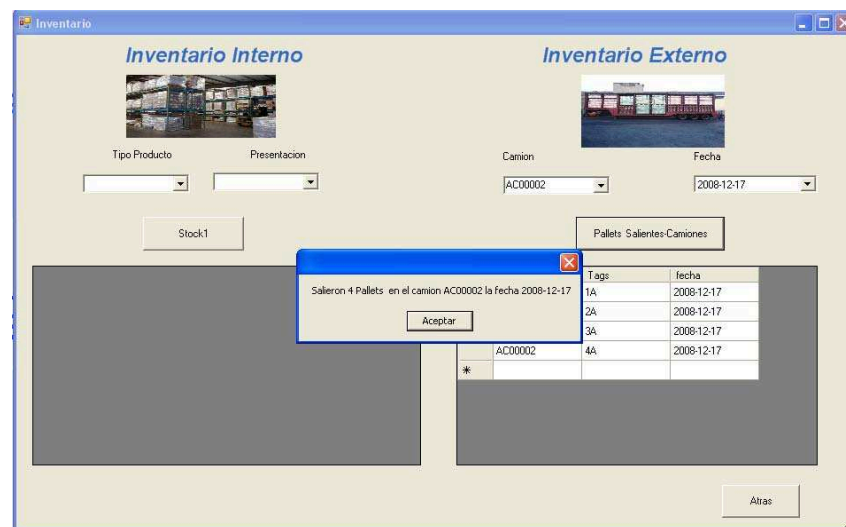 Inventario
Inventario Interno
Inventario Externo
Tipo Producto
Presentacion
Camion
Fecha
AC00002
2008-12-17
Stock1
Pallets Salientes-Camiones
Salieron 4 Pallets en el camion AC00002 la fecha 2008-12-17
Aceptar
Tags fecha
1A 2008-12-17
2A 2008-12-17
3A 2008-12-17
AC00002 4A 2008-12-17
Atras